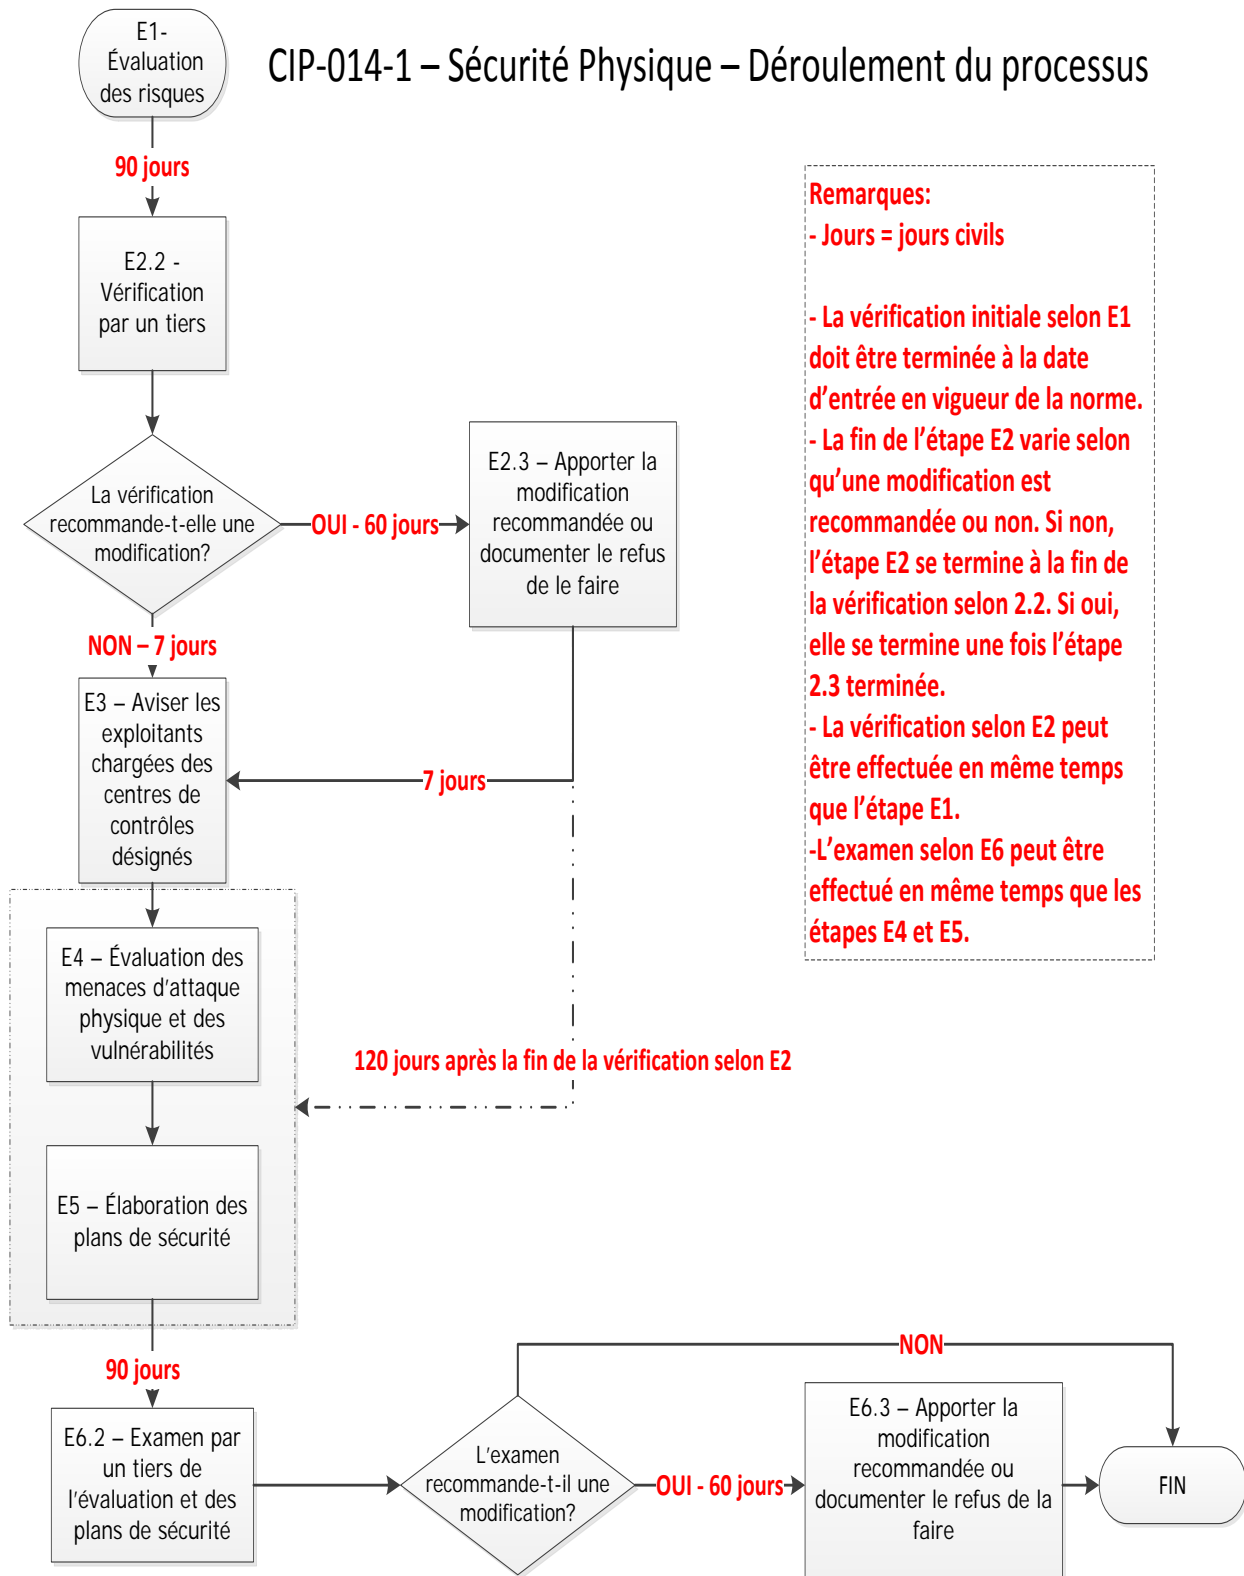 E1-
Évaluation
des risques
CIP-014-1 – Sécurité Physique – Déroulement du processus
90 jours
E2.2 -
Vérification
par un tiers
Remarques:
- Jours = jours civils
- La vérification initiale selon E1
doit être terminée à la date
d'entrée en vigueur de la norme.
- La fin de l'étape E2 varie selon
qu'une modification est
recommandée ou non. Si non,
l'étape E2 se termine à la fin de
la vérification selon 2.2. Si oui,
elle se termine une fois l'étape
2.3 terminée.
- La vérification selon E2 peut
être effectuée en même temps
que l'étape E1.
-L'examen selon E6 peut être
effectué en même temps que les
étapes E4 et E5.
La vérification
recommande-t-elle une
modification?
OUI - 60 jours
E2.3 – Apporter la
modification
recommandée ou
documenter le refus
de le faire
NON – 7 jours
E3 – Aviser les
exploitants
chargées des
centres de
contrôles
désignés
7 jours
E4 – Évaluation des
menaces d'attaque
physique et des
vulnérabilités
120 jours après la fin de la vérification selon E2
E5 – Élaboration des
plans de sécurité
90 jours
E6.2 – Examen par
un tiers de
l'évaluation et des
plans de sécurité
L'examen
recommande-t-il une
modification?
NON
OUI - 60 jours
E6.3 – Apporter la
modification
recommandée ou
documenter le refus de la
faire
FIN